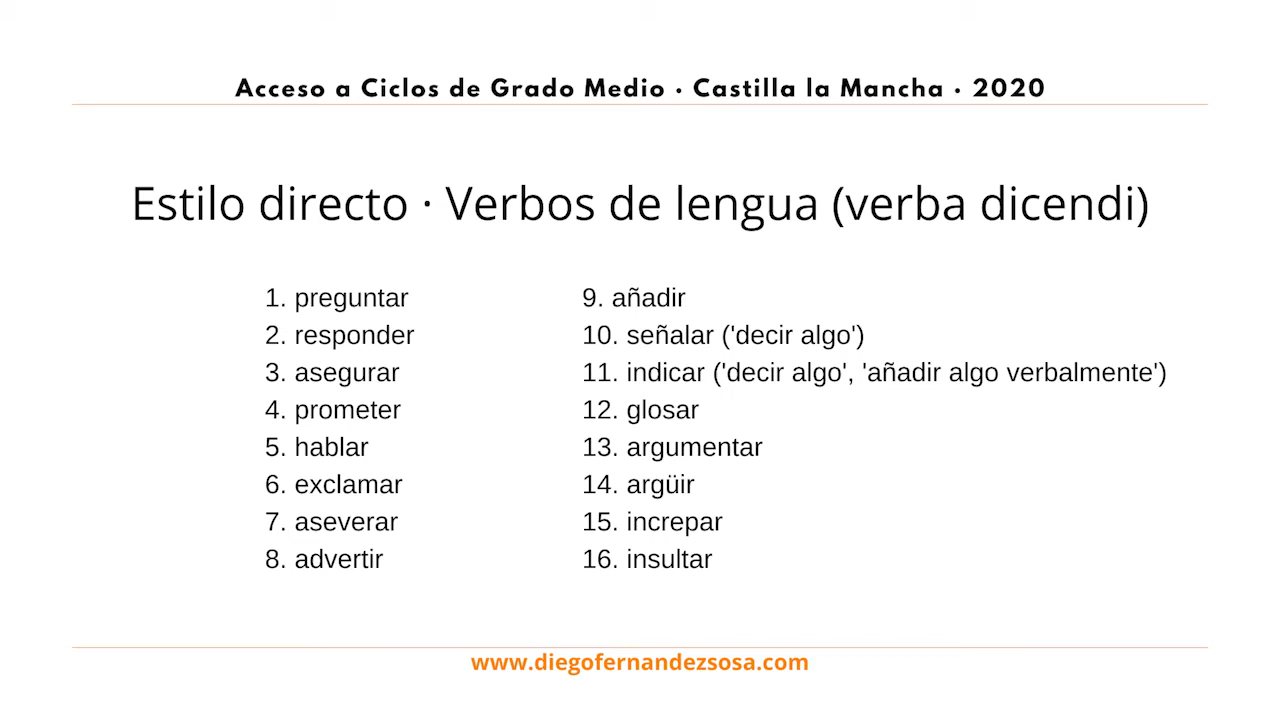 Acceso a Ciclos de Grado Medio · Castilla la Mancha · 2020
Estilo directo · Verbos de lengua (verba dicendi)
1. preguntar
2. responder
3. asegurar
4. prometer
5. hablar
6. exclamar
7. aseverar
8. advertir
9. añadir
10. señalar ('decir algo')
11. indicar ('decir algo', 'añadir algo verbalmente')
12. glosar
13. argumentar
14. argüir
15. increpar
16. insultar
www.diegofernandezsosa.com